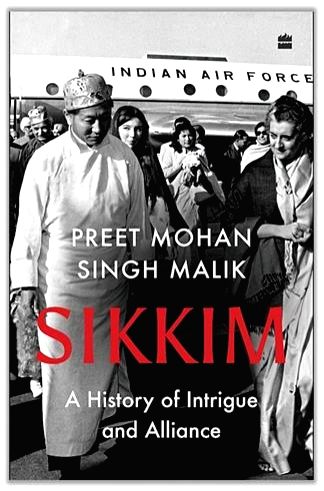 INDIAN AIR FORCE
PREET MOHAN
SINGH MALIK
SIKKIM
A History of Intrigue
and Alliance